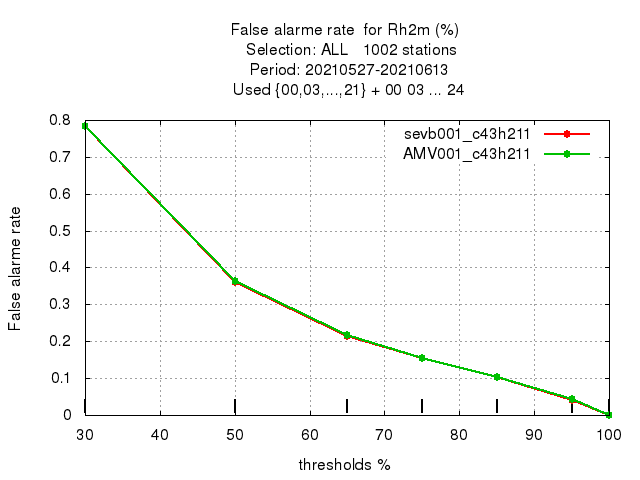 False alarme rate  for Rh2m (%)
Selection: ALL   1002 stations
Period: 20210527-20210613
Used {00,03,...,21} + 00 03 ... 24
sevb001_c43h211
AMV001_c43h211
0.8
0.7
0.6
0.5
0.4
0.3
0.2
0.1
0
False alarme rate
30 40 50 60 70 80 90 100
thresholds %